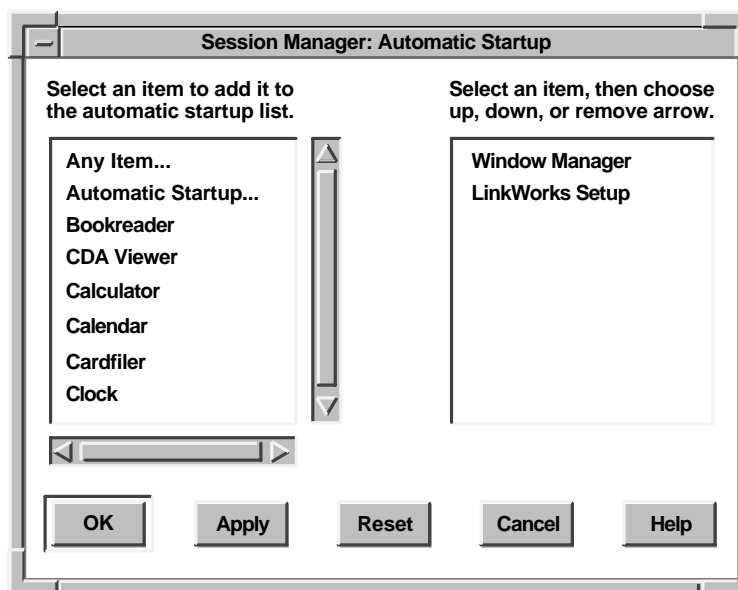 Session Manager: Automatic Startup
Select an item to add it to
the automatic startup list.
Any Item...
Automatic Startup...
Bookreader
CDA Viewer
Calculator
Calendar
Cardfiler
Clock
Select an item, then choose
up, down, or remove arrow.
Window Manager
LinkWorks Setup
OK
Apply
Reset
Cancel
Help